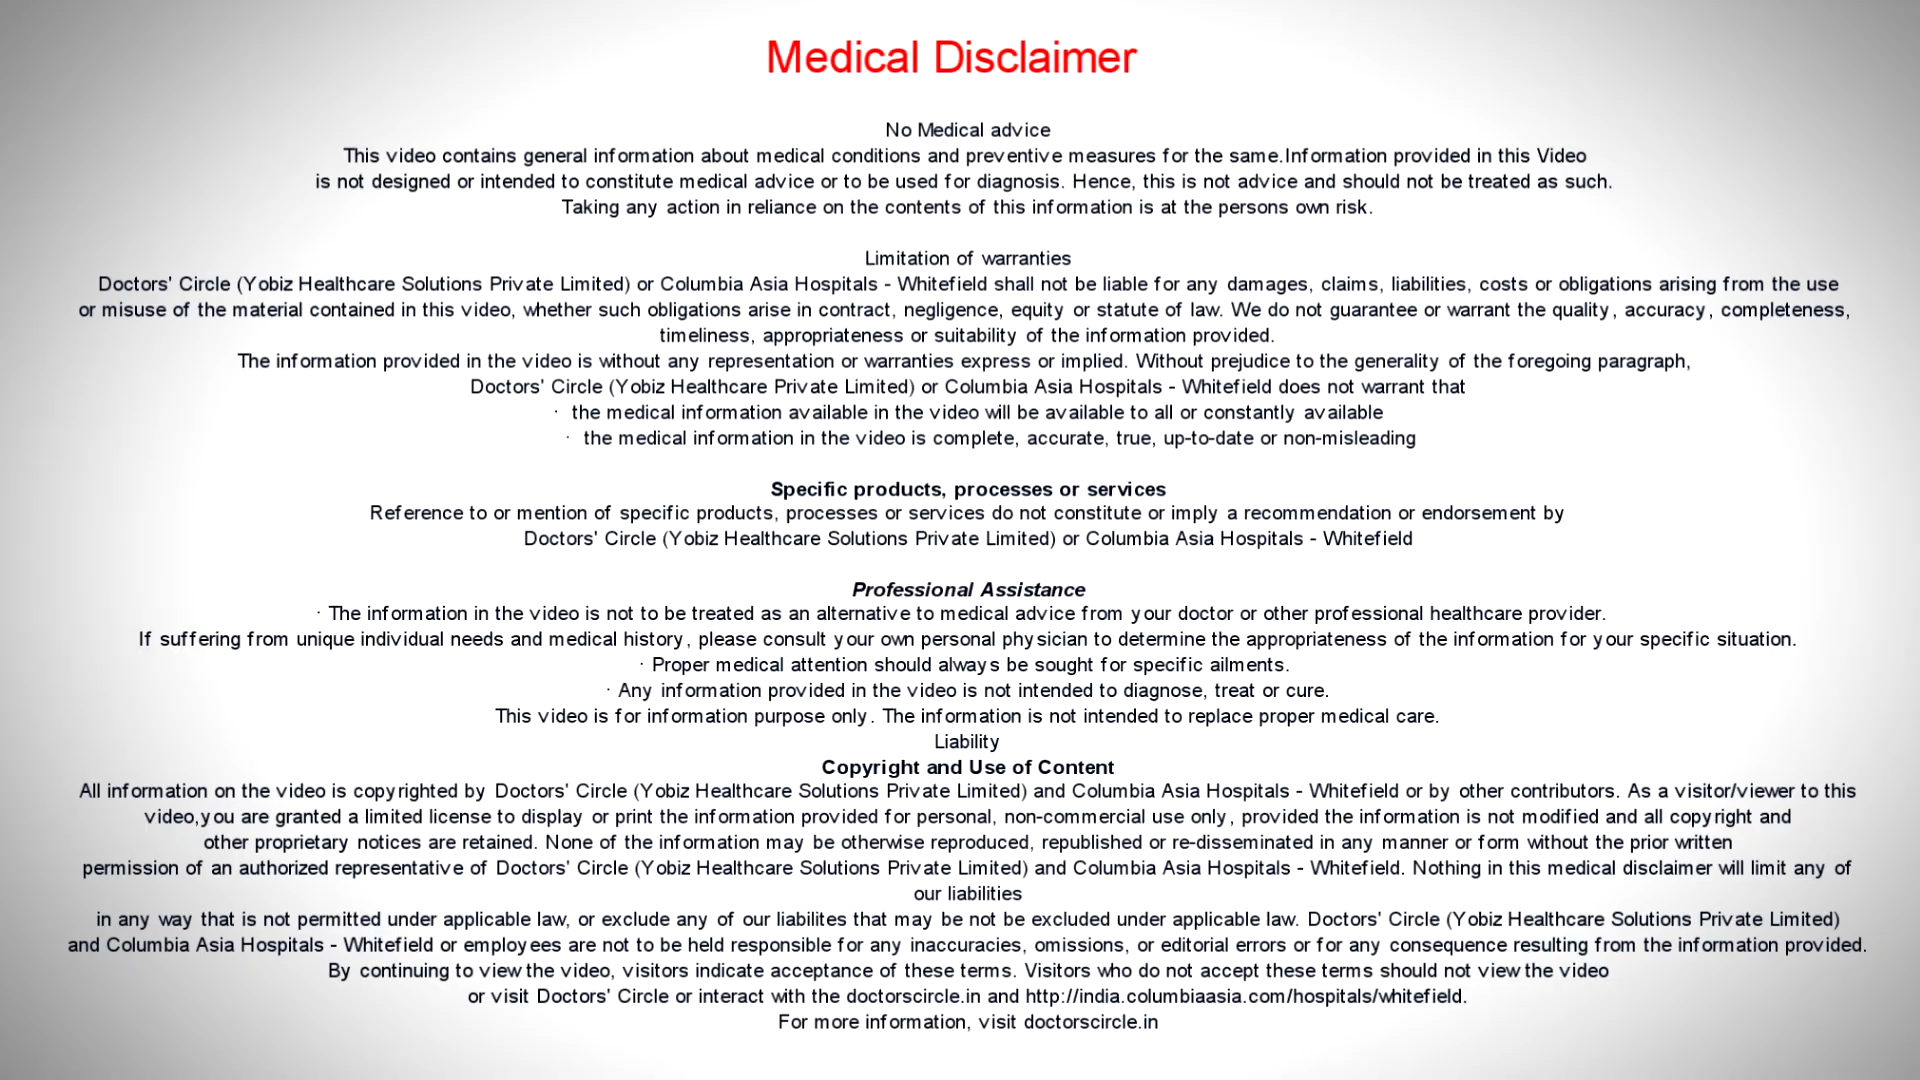 Medical Disclaimer
No Medical advice
This video contains general information about medical conditions and preventive measures for the same.Information provided in this Video
is not designed or intended to constitute medical advice or to be used for diagnosis. Hence, this is not advice and should not be treated as such.
Taking any action in reliance on the contents of this information is at the persons own risk.
Limitation of warranties
Doctors' Circle (Yobiz Healthcare Solutions Private Limited) or Columbia Asia Hospitals - Whitefield shall not be liable for any damages, claims, liabilities, costs or obligations arising from the use
or misuse of the material contained in this video, whether such obligations arise in contract, negligence, equity or statute of law. We do not guarantee or warrant the quality, accuracy, completeness,
timeliness, appropriateness or suitability of the information provided.
The information provided in the video is without any representation or warranties express or implied. Without prejudice to the generality of the foregoing paragraph,
Doctors' Circle (Yobiz Healthcare Private Limited) or Columbia Asia Hospitals - Whitefield does not warrant that
· the medical information available in the video will be available to all or constantly available
· the medical information in the video is complete, accurate, true, up-to-date or non-misleading
Specific products, processes or services
Reference to or mention of specific products, processes or services do not constitute or imply a recommendation or endorsement by
Doctors' Circle (Yobiz Healthcare Solutions Private Limited) or Columbia Asia Hospitals - Whitefield
Professional Assistance
· The information in the video is not to be treated as an alternative to medical advice from your doctor or other professional healthcare provider.
If suffering from unique individual needs and medical history, please consult your own personal physician to determine the appropriateness of the information for your specific situation.
· Proper medical attention should always be sought for specific ailments.
· Any information provided in the video is not intended to diagnose, treat or cure.
This video is for information purpose only. The information is not intended to replace proper medical care.
Liability
Copyright and Use of Content
All information on the video is copyrighted by Doctors' Circle (Yobiz Healthcare Solutions Private Limited) and Columbia Asia Hospitals - Whitefield or by other contributors. As a visitor/viewer to this
video,you are granted a limited license to display or print the information provided for personal, non-commercial use only, provided the information is not modified and all copyright and
other proprietary notices are retained. None of the information may be otherwise reproduced, republished or re-disseminated in any manner or form without the prior written
permission of an authorized representative of Doctors' Circle (Yobiz Healthcare Solutions Private Limited) and Columbia Asia Hospitals - Whitefield. Nothing in this medical disclaimer will limit any of
our liabilities
in any way that is not permitted under applicable law, or exclude any of our liabilites that may be not be excluded under applicable law. Doctors' Circle (Yobiz Healthcare Solutions Private Limited)
and Columbia Asia Hospitals - Whitefield or employees are not to be held responsible for any inaccuracies, omissions, or editorial errors or for any consequence resulting from the information provided.
By continuing to view the video, visitors indicate acceptance of these terms. Visitors who do not accept these terms should not view the video
or visit Doctors' Circle or interact with the doctorscircle.in and http://india.columbiaasia.com/hospitals/whitefield.
For more information, visit doctorscircle.in